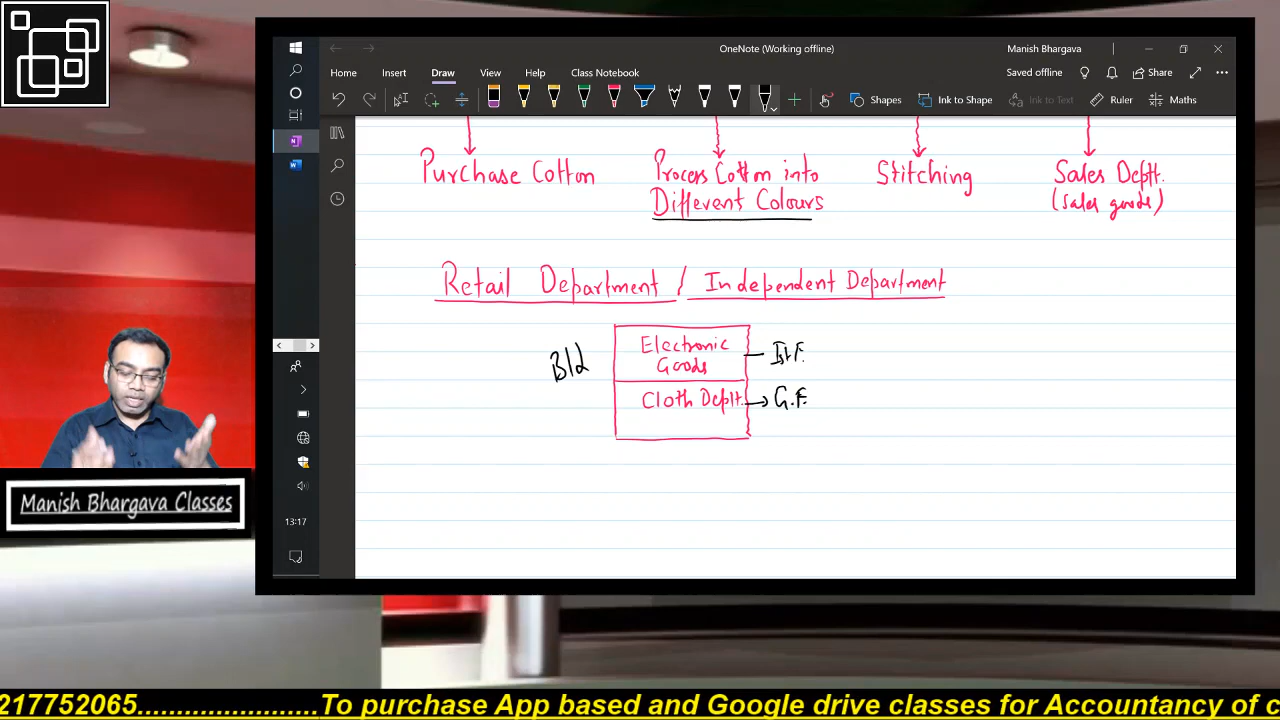 OneNote (Working offline)
Manish Bhargava
Home Insert Draw View Help Class Notebook
Saved offline
Share
Shapes
Ink to Shape
Ink to Text
Ruler
Maths
Purchase Cotton
Process Cotton into
Different Colours
Stitching
Sales Deptt.
(sales goods)
Retail Department / Independent Department
Electronic
Goods
Ist F.
Cloth Deptt.
G.F.
Manish Bhargava Classes
13:17
217752065.......................To purchase App based and Google drive classes for Accountancy of c